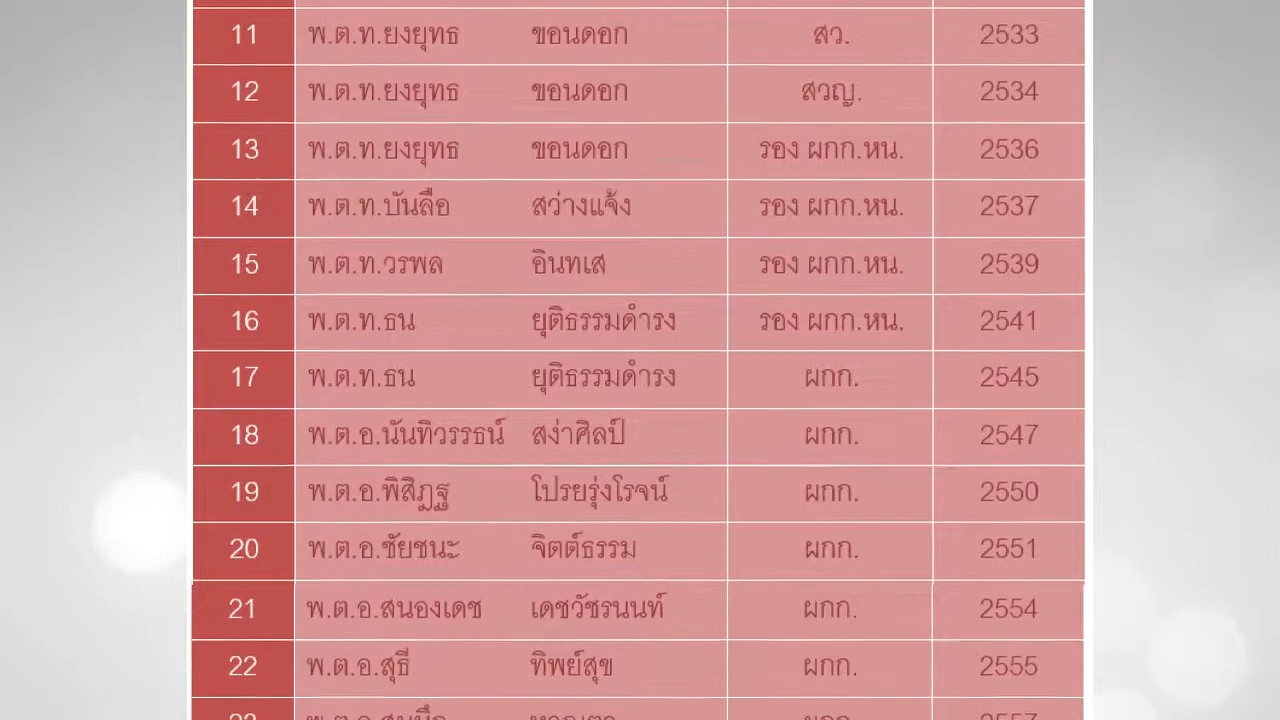 11 พ.ต.ท.ยงยุทธ ขอนดอก สว. 2533
12 พ.ต.ท.ยงยุทธ ขอนดอก สวญ. 2534
13 พ.ต.ท.ยงยุทธ ขอนดอก รอง ผกก.หน. 2536
14 พ.ต.ท.บันลือ สว่างแจ้ง รอง ผกก.หน. 2537
15 พ.ต.ท.วรพล อินทเส รอง ผกก.หน. 2539
16 พ.ต.ท.ธน ยุติธรรมดำรง รอง ผกก.หน. 2541
17 พ.ต.ท.ธน ยุติธรรมดำรง ผกก. 2545
18 พ.ต.อ.นันทิวรรธน์ สง่าศิลป์ ผกก. 2547
19 พ.ต.อ.พิสิฎฐ โปรยรุ่งโรจน์ ผกก. 2550
20 พ.ต.อ.ชัยชนะ จิตต์ธรรม ผกก. 2551
21 พ.ต.อ.สนองเดช เดชวัชรนนท์ ผกก. 2554
22 พ.ต.อ.สุธี่ ทิพย์สุข ผกก. 2555